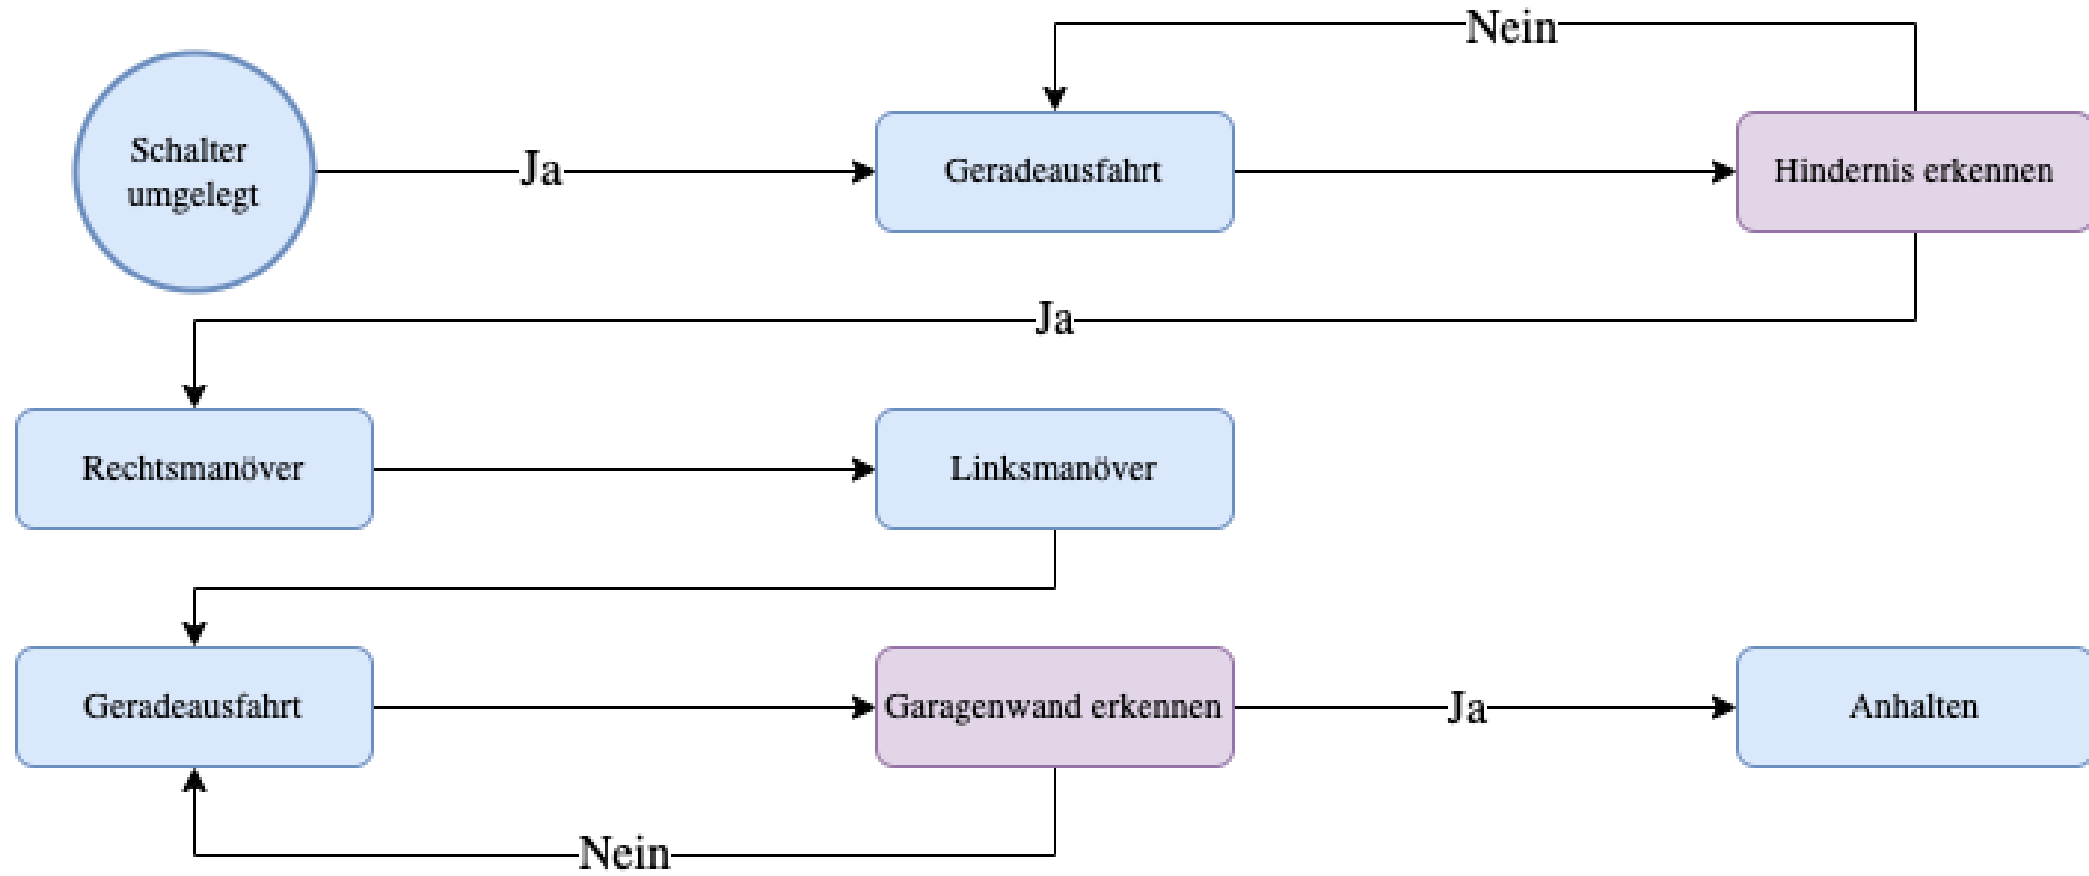 Nein
Schalter
umgelegt
Ja
Geradeausfahrt
Hindernis erkennen
Ja
Rechtsmanöver
Linksmanöver
Geradeausfahrt
Garagenwand erkennen
Ja
Anhalten
Nein